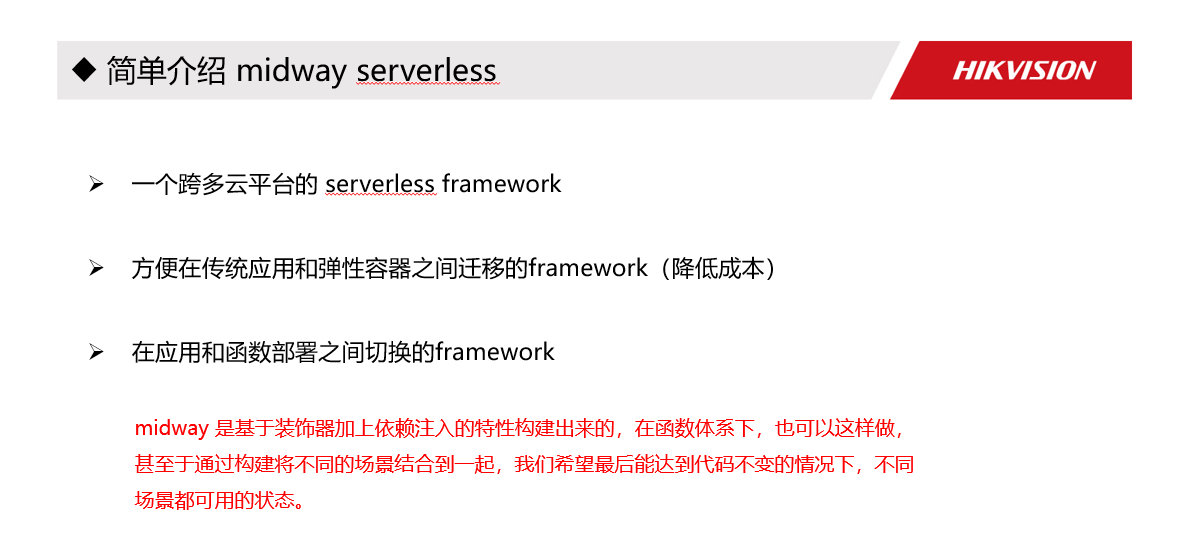 ◆ 简单介绍 midway serverless
HIKVISION
➢ 一个跨多云平台的 serverless framework
➢ 方便在传统应用和弹性容器之间迁移的framework（降低成本）
➢ 在应用和函数部署之间切换的framework
midway 是基于装饰器加上依赖注入的特性构建出来的，在函数体系下，也可以这样做，
甚至于通过构建将不同的场景结合到一起，我们希望最后能达到代码不变的情况下，不同
场景都可用的状态。